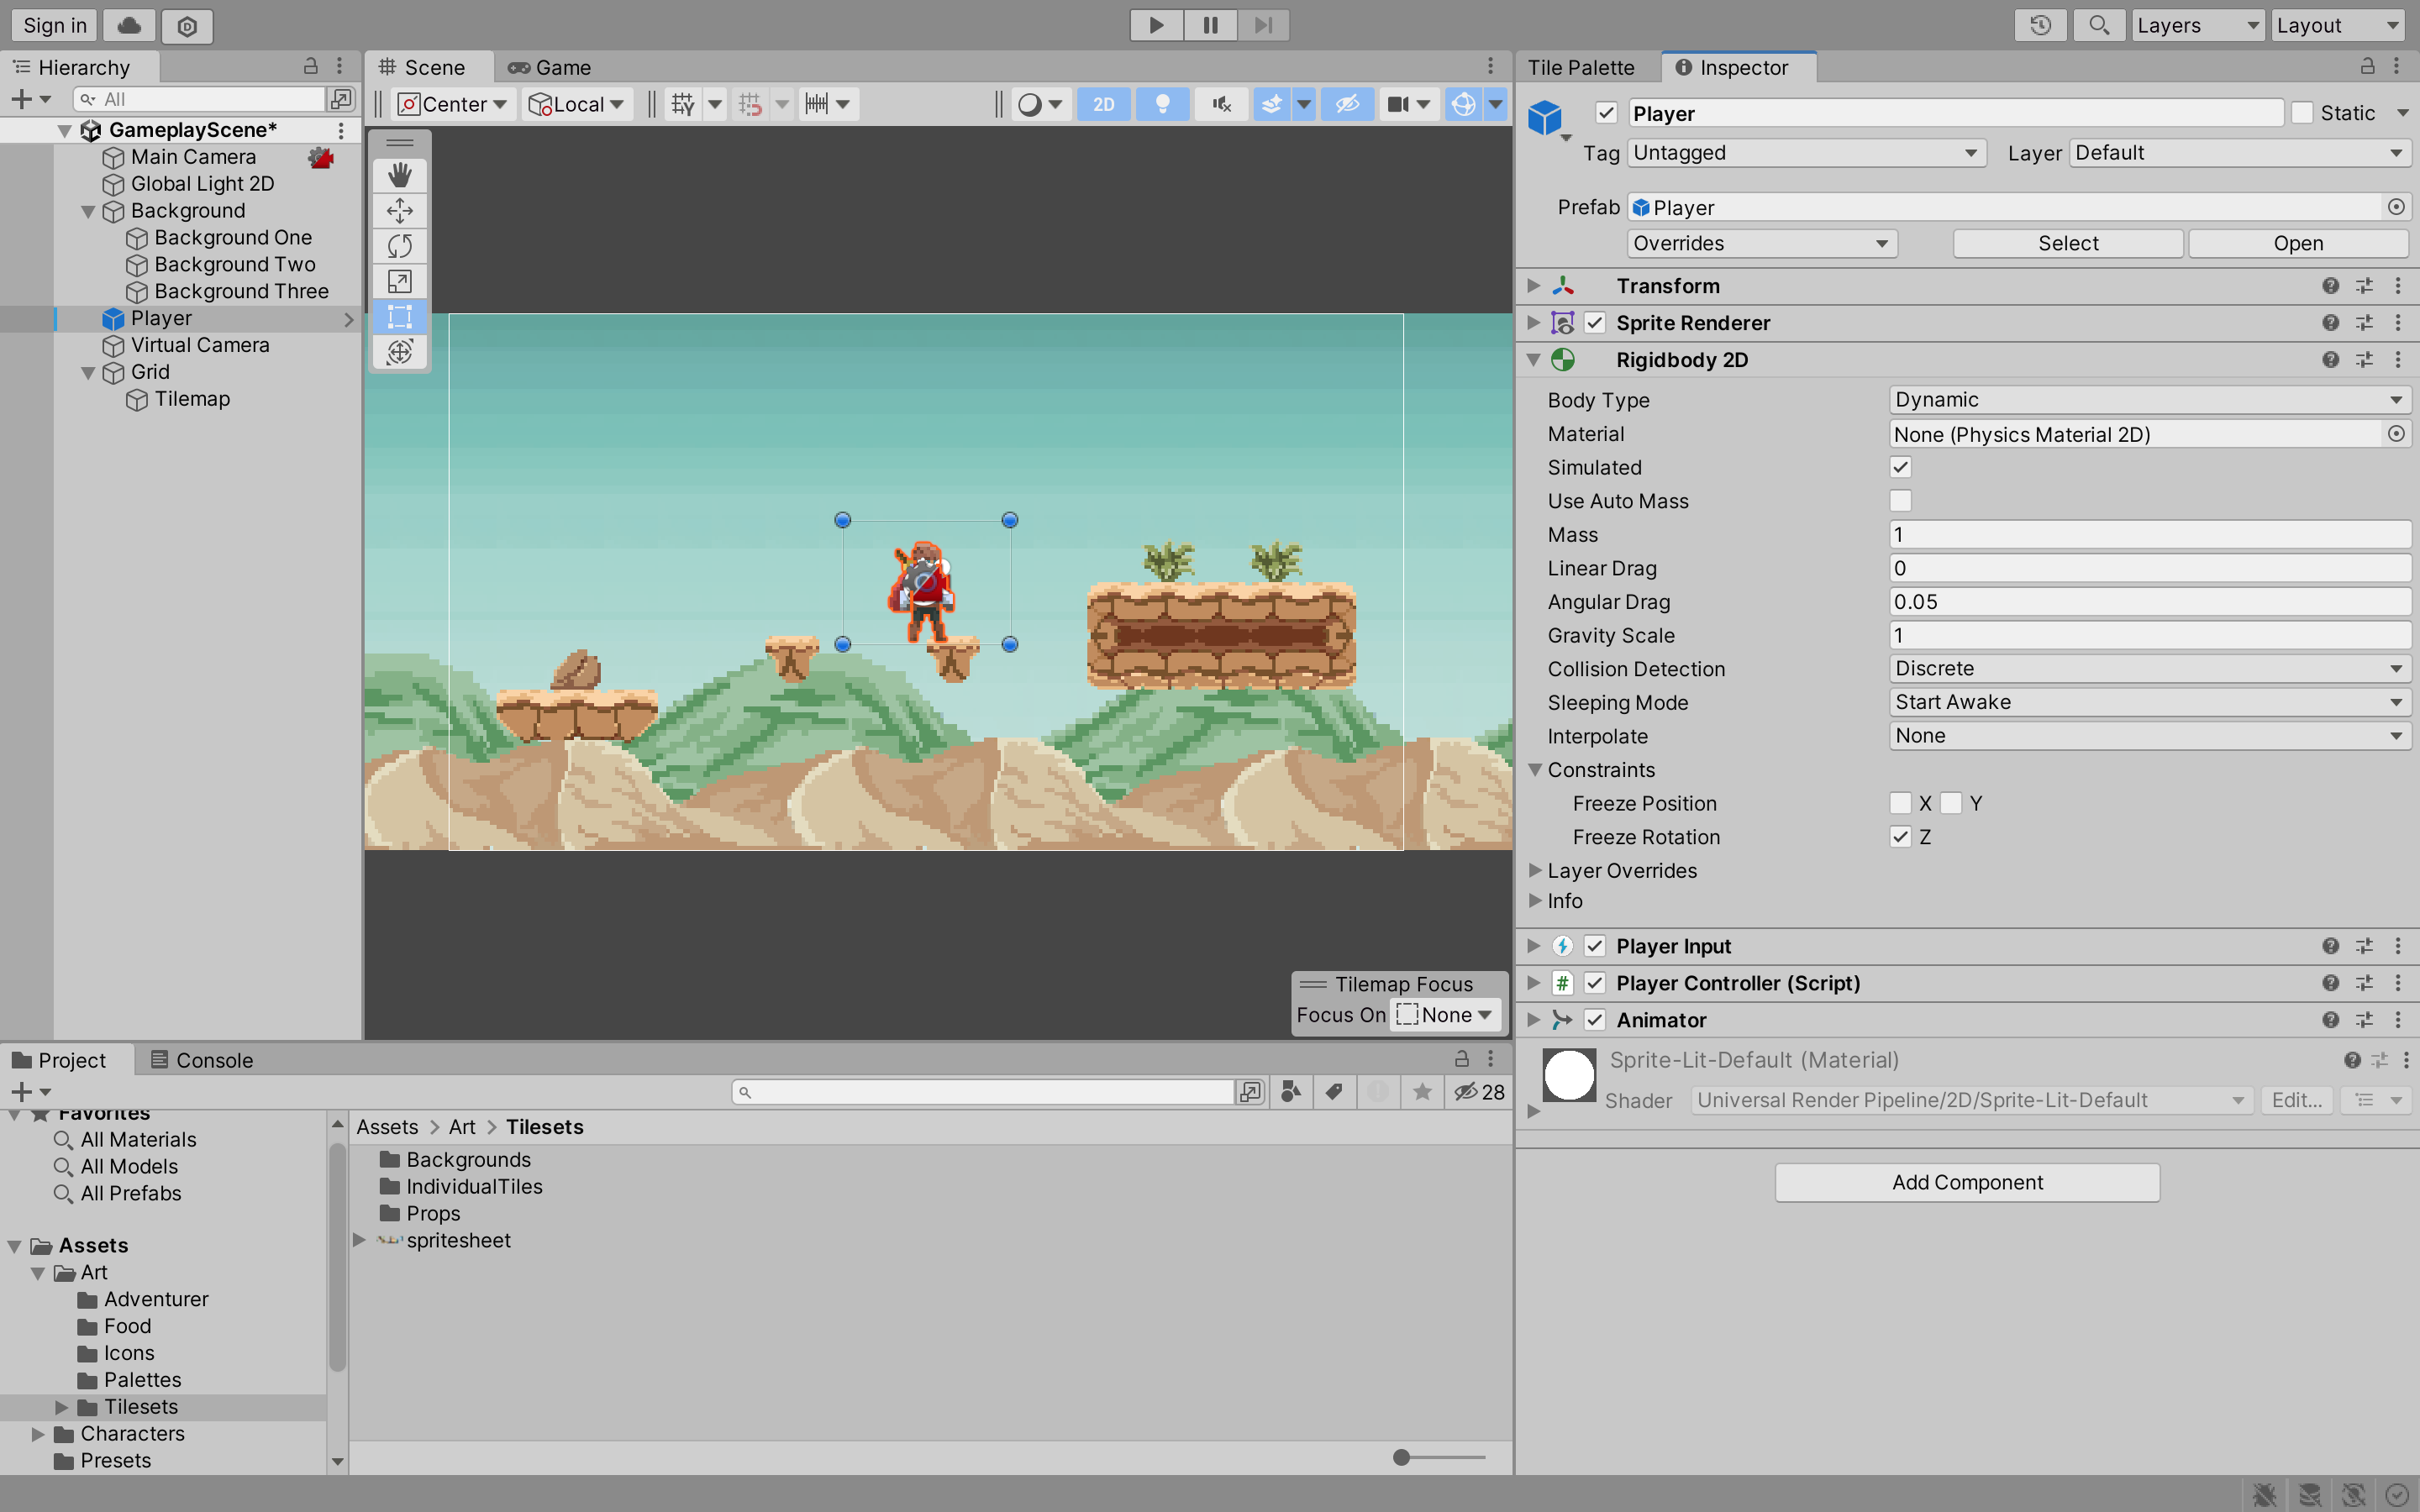 Sign in
Layers
Layout
Hierarchy
All
GameplayScene*
Main Camera
Global Light 2D
Background
Background One
Background Two
Background Three
Player
Virtual Camera
Grid
Tilemap
Scene
Game
Center
Local
2D
Tilemap Focus
Focus On
None
Tile Palette
Inspector
Player
Static
Tag
Untagged
Layer
Default
Prefab
Player
Overrides
Select
Open
Transform
Sprite Renderer
Rigidbody 2D
Body Type
Dynamic
Material
None (Physics Material 2D)
Simulated
Use Auto Mass
Mass
1
Linear Drag
0
Angular Drag
0.05
Gravity Scale
1
Collision Detection
Discrete
Sleeping Mode
Start Awake
Interpolate
None
Constraints
Freeze Position
X
Y
Freeze Rotation
Z
Layer Overrides
Info
Player Input
Player Controller (Script)
Animator
Sprite-Lit-Default (Material)
Shader
Universal Render Pipeline/2D/Sprite-Lit-Default
Edit...
Add Component
Project
Console
28
Favorites
All Materials
All Models
All Prefabs
Assets
Art
Adventurer
Food
Icons
Palettes
Tilesets
Characters
Presets
Assets > Art > Tilesets
Backgrounds
IndividualTiles
Props
spritesheet